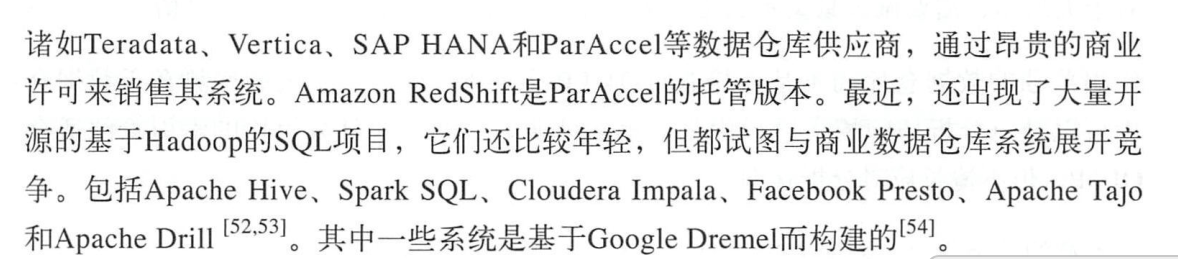 诸如Teradata、Vertica、SAP HANA和ParAccel等数据仓库供应商，通过昂贵的商业
许可来销售其系统。Amazon RedShift是ParAccel的托管版本。最近，还出现了大量开
源的基于Hadoop的SQL项目，它们还比较年轻，但都试图与商业数据仓库系统展开竞
争。包括Apache Hive、Spark SQL、Cloudera Impala、Facebook Presto、Apache Tajo
和Apache Drill [52,53]。其中一些系统是基于Google Dremel而构建的[54]。